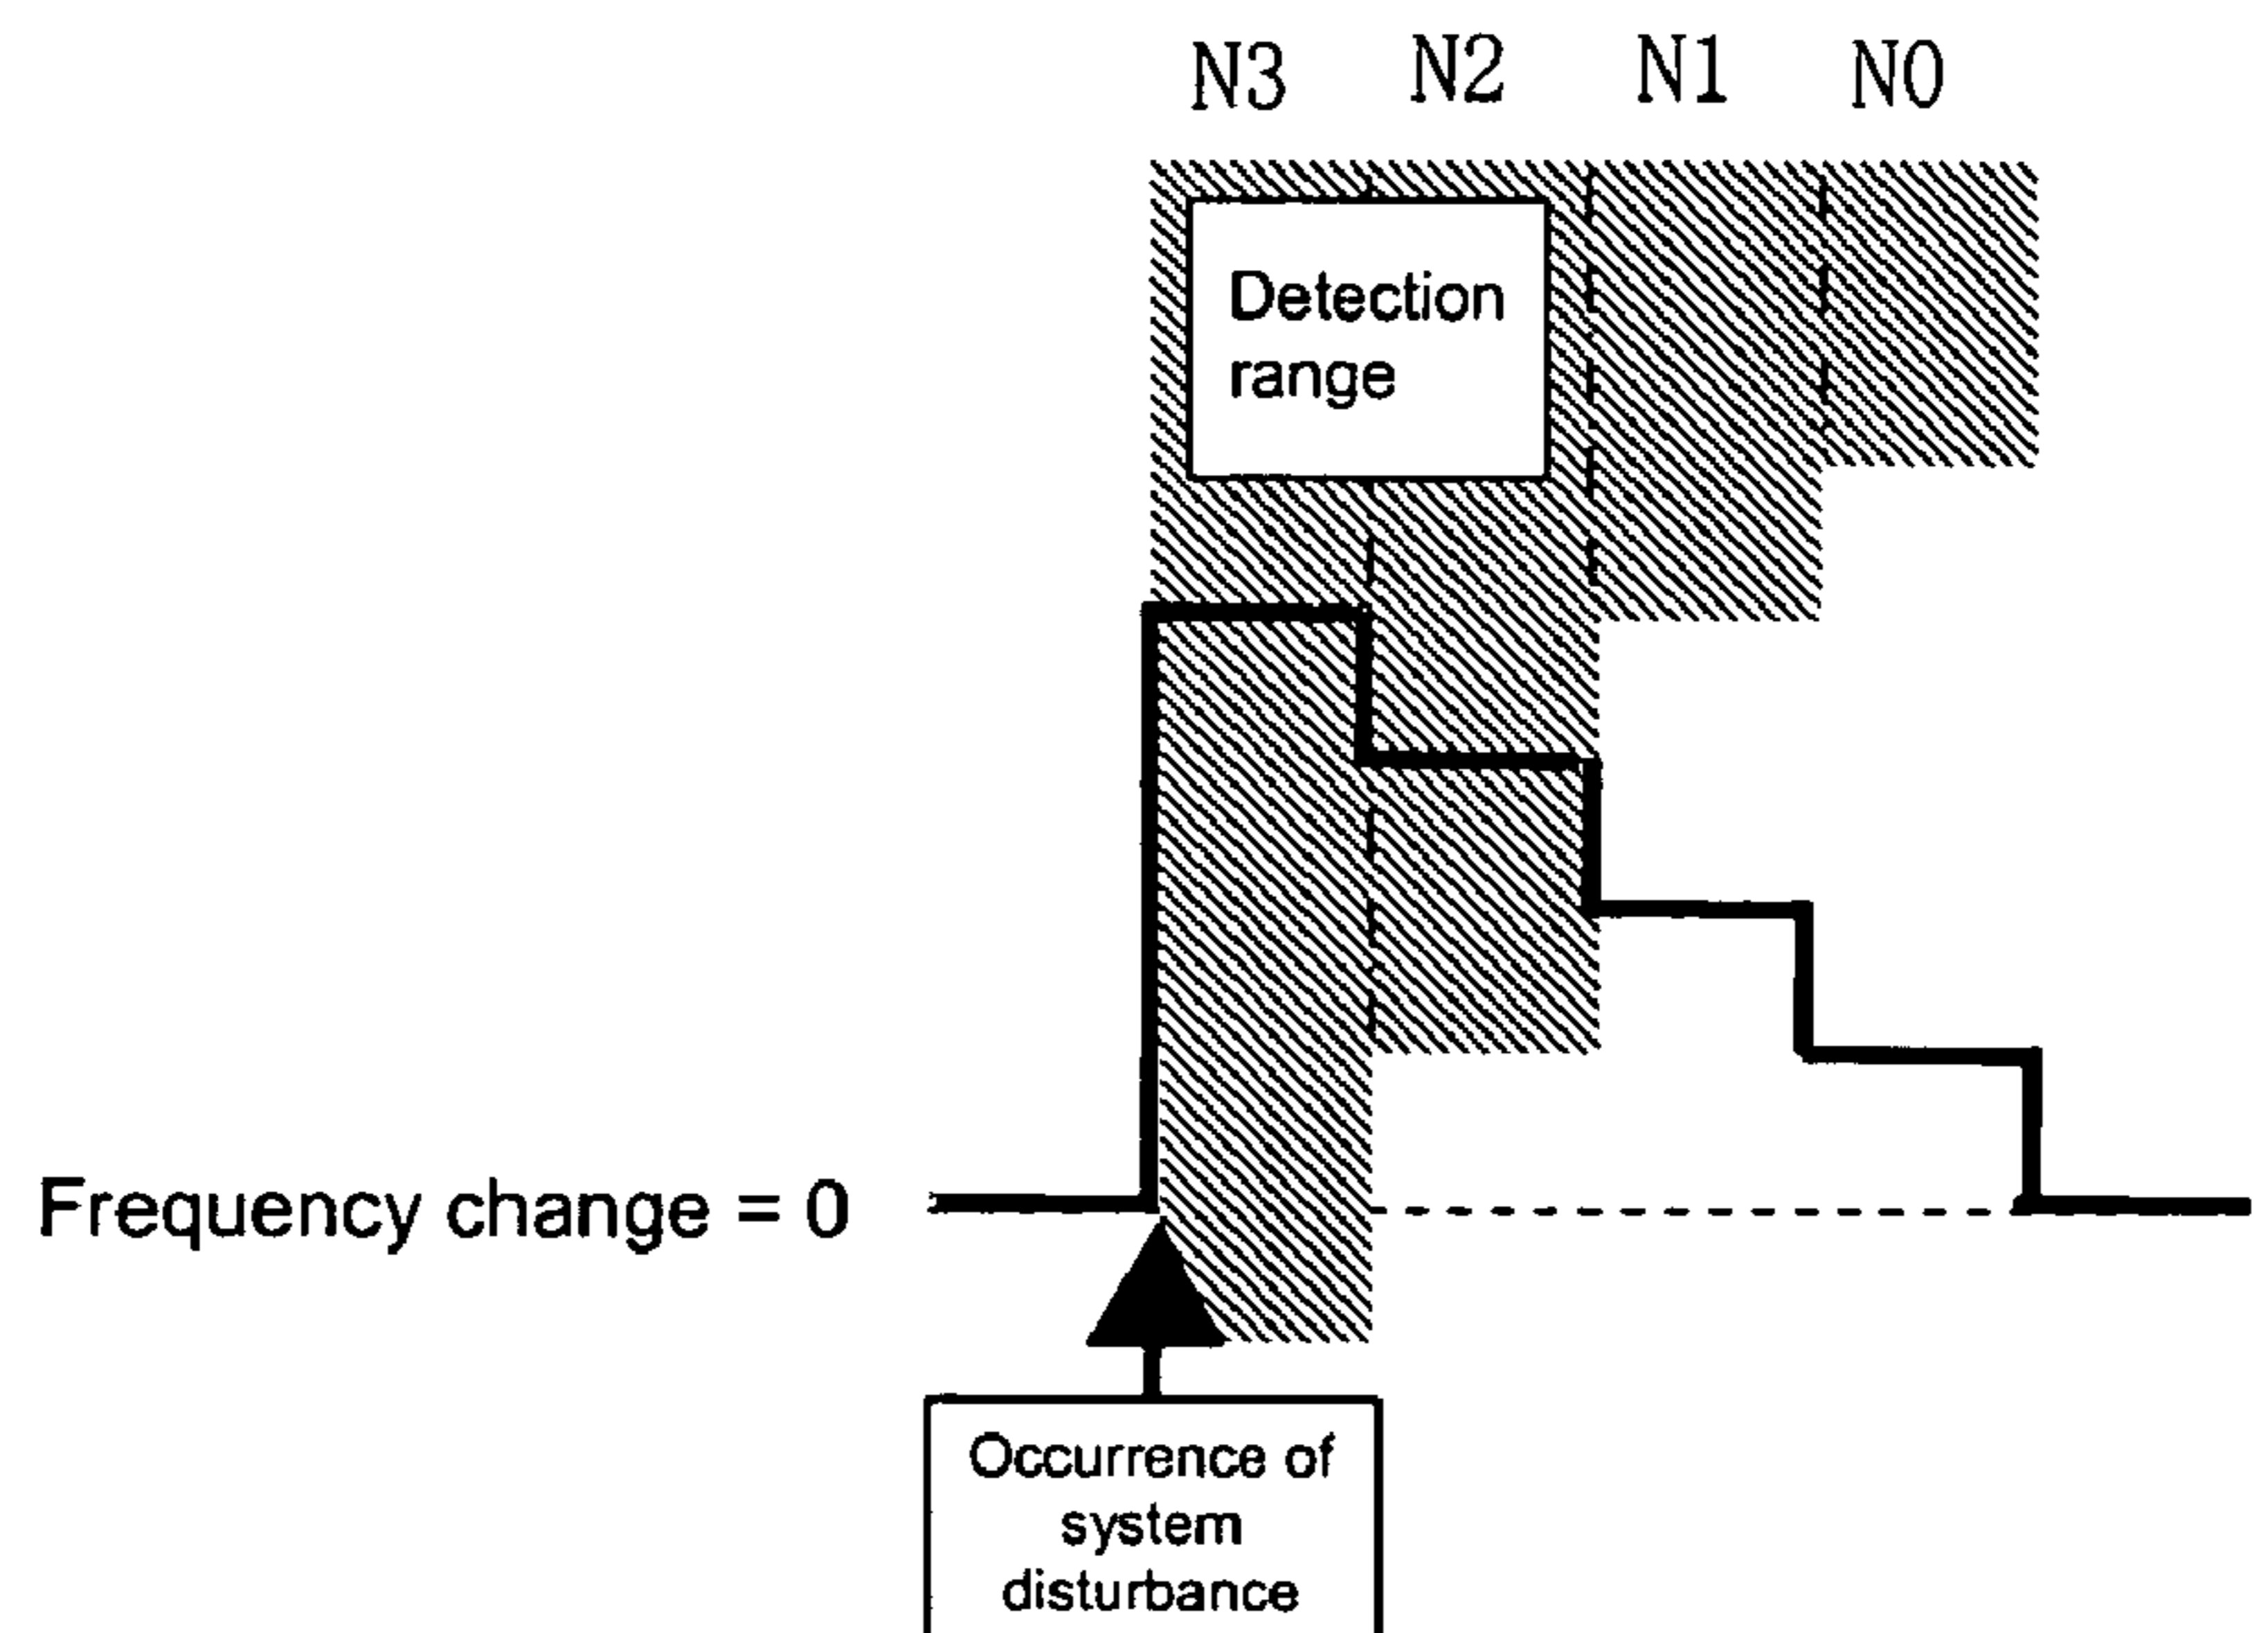 N3 N2 N1 N0
Detection
range
Frequency change = 0
Occurrence of
system
disturbance